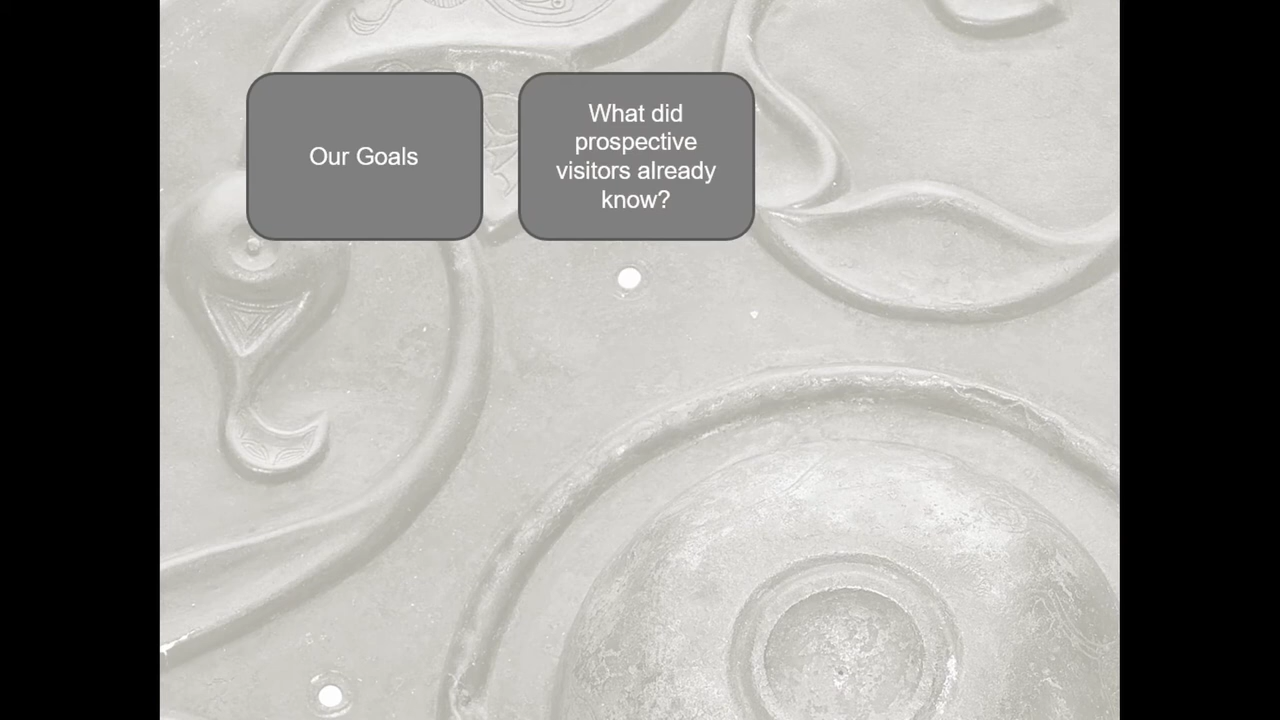 Our Goals
What did
prospective
visitors already
know?